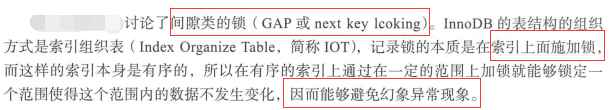 讨论了间隙类的锁（GAP 或 next key lcoking）。InnoDB 的表结构的组织
方式是索引组织表（Index Organize Table，简称 IOT），记录锁的本质是在索引上面施加锁，
而这样的索引本身是有序的，所以在有序的索引上通过在一定的范围上加锁就能够锁定一
个范围使得这个范围内的数据不发生变化，因而能够避免幻象异常现象。